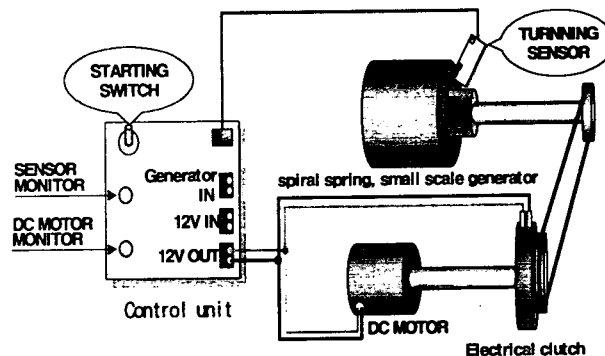 TURNNING
SENSOR
STARTING
SWITCH
SENSOR
MONITOR
Generator
IN
spiral spring, small scale generator
12V IN
DC MOTOR
MONITOR
12V OUT
Control unit
DC MOTOR
Electrical clutch